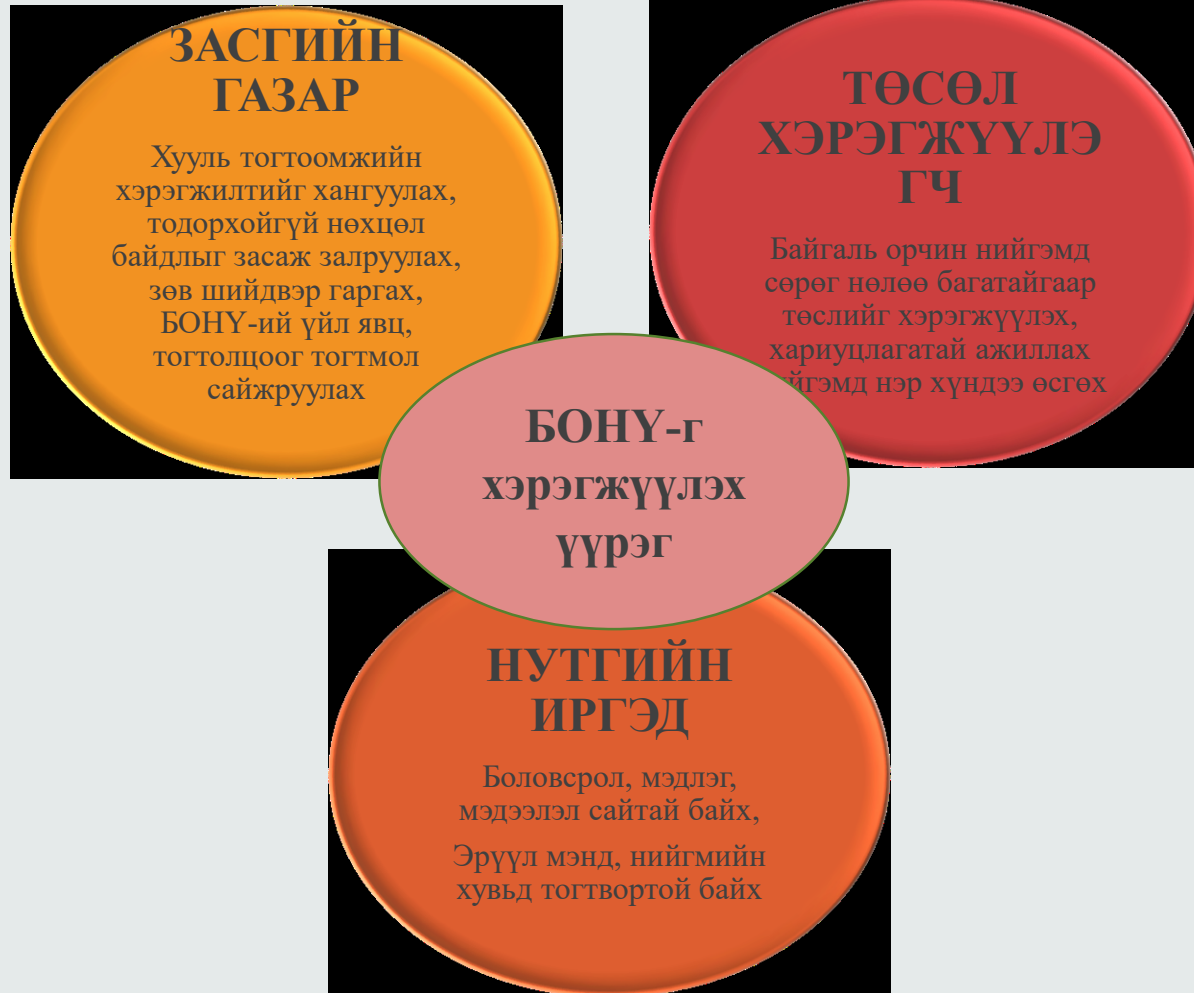 ЗАСГИЙН
ГАЗАР
Хууль тогтоомжийн
хэрэгжилтийг хангуулах,
тодорхойгүй нөхцөл
байдлыг засаж залруулах,
зөв шийдвэр гаргах,
БОНҮ-ий үйл явц,
тогтолцоог тогтмол
сайжруулах
ТӨСӨЛ
ХЭРЭГЖҮҮЛЭ
ГЧ
Байгаль орчин нийгэмд
сөрөг нөлөө багатайгаар
төслийг хэрэгжүүлэх,
хариуцлагатай ажиллах
нэр хүндээ өсгөх
БОНҮ-г
хэрэгжүүлэх
үүрэг
НУТГИЙН
ИРГЭД
Боловсрол, мэдлэг,
мэдээлэл сайтай байх,
Эрүүл мэнд, нийгмийн
хувьд тогтвортой байх